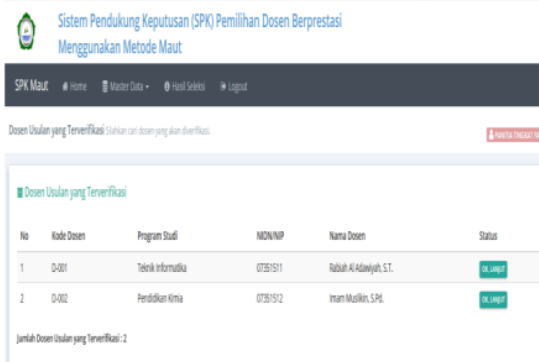 Sistem Pendukung Keputusan (SPK) Pemilihan Dosen Berprestasi
Menggunakan Metode Maut
SPK Maut Home Master Data Hasil Seleksi Logout
Dosen Usulan yang Terverifikasi Silahkan cari dosen yang akan diverifikasi. PANITIA TINGKAT
Dosen Usulan yang Terverifikasi
No Kode Dosen Program Studi NIDN/NIP Nama Dosen Status
1 D-001 Teknik Informatika 07351511 Rabiah Al Adawiyah, S.T. OK, LANJUT
2 D-002 Pendidikan Kimia 07351512 Imam Muslikin, S.Pd. OK, LANJUT
Jumlah Dosen Usulan yang Terverifikasi : 2